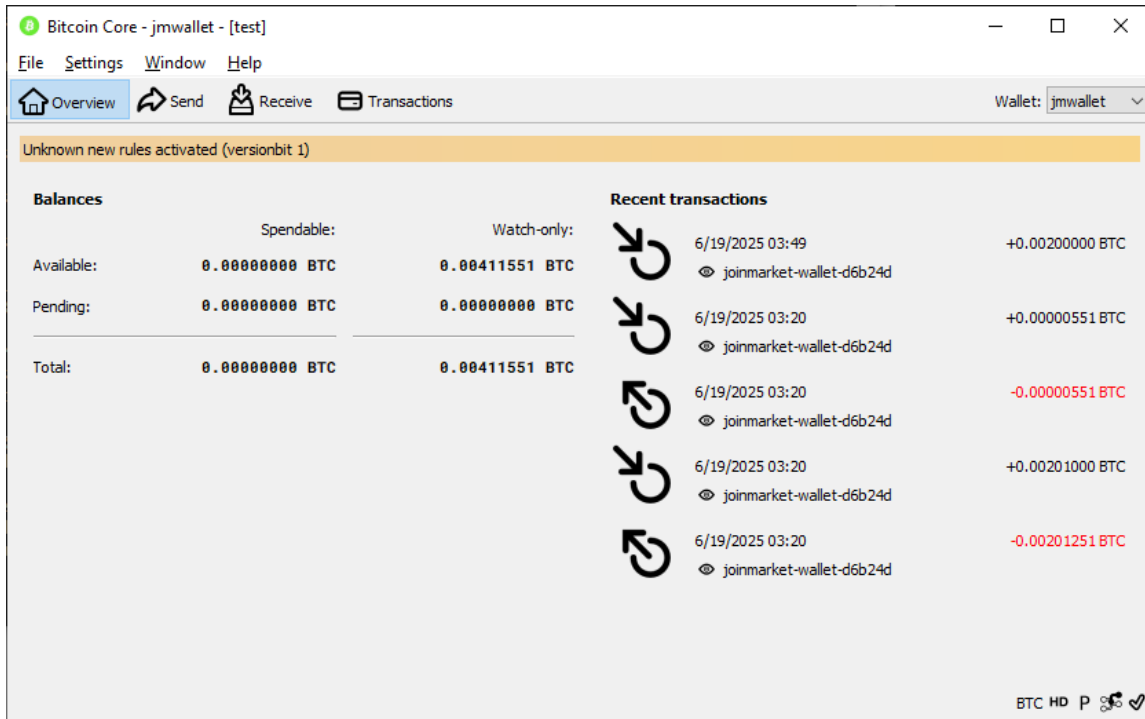 Bitcoin Core - jmwallet - [test]
File Settings Window Help
Overview Send Receive Transactions Wallet: jmwallet
Unknown new rules activated (versionbit 1)
Balances
Spendable: Watch-only:
Available: 0.00000000 BTC 0.00411551 BTC
Pending: 0.00000000 BTC 0.00000000 BTC
Total: 0.00000000 BTC 0.00411551 BTC
Recent transactions
6/19/2025 03:49 +0.00200000 BTC
joinmarket-wallet-d6b24d
6/19/2025 03:20 +0.00000551 BTC
joinmarket-wallet-d6b24d
6/19/2025 03:20 -0.00000551 BTC
joinmarket-wallet-d6b24d
6/19/2025 03:20 +0.00201000 BTC
joinmarket-wallet-d6b24d
6/19/2025 03:20 -0.00201251 BTC
joinmarket-wallet-d6b24d
BTC HD P